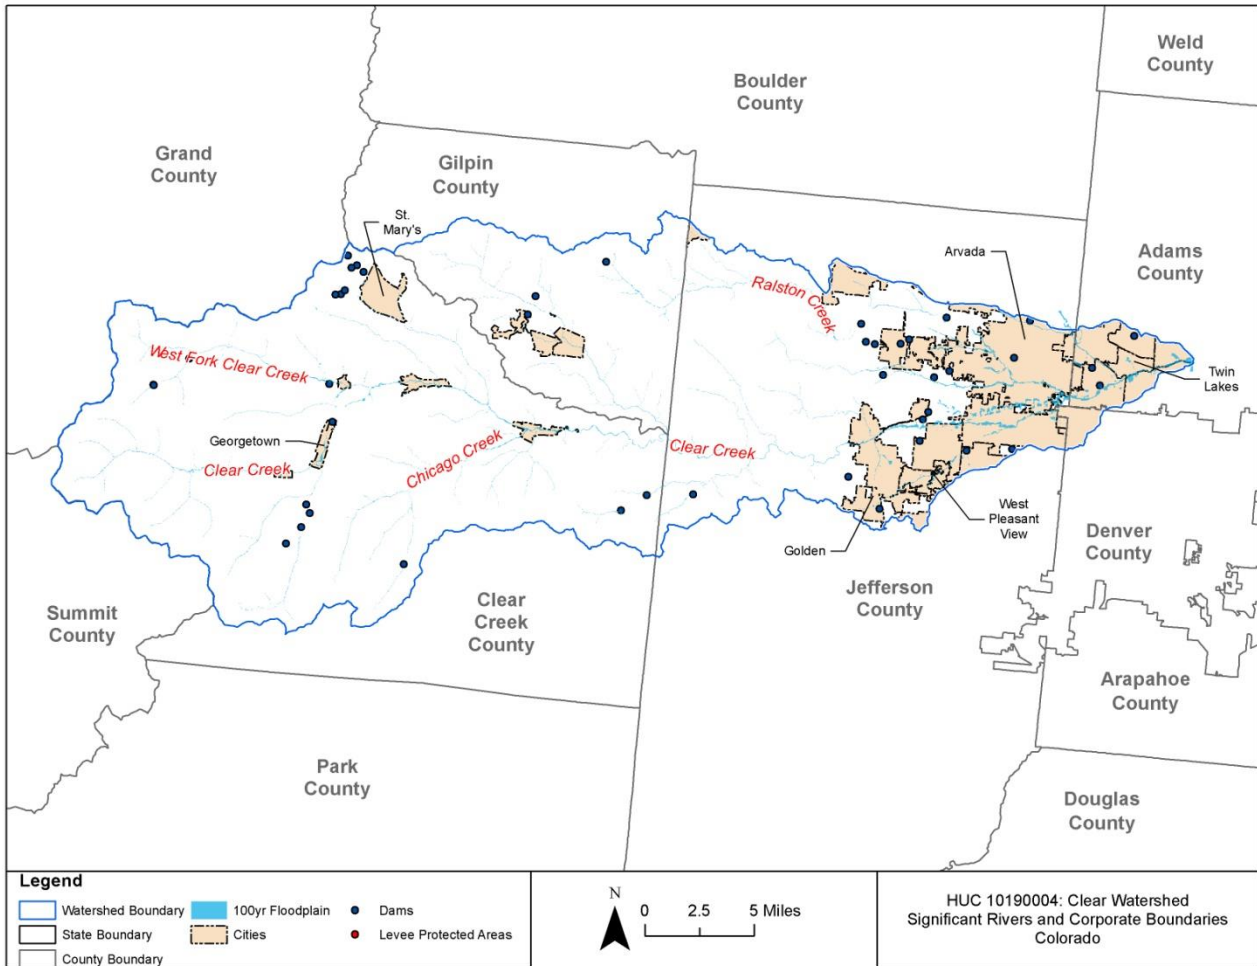 Weld
County
Boulder
County
Grand
County
Gilpin
County
St.
Mary's
Adams
County
Arvada
Ralston Creek
West Fork Clear Creek
Twin
Lakes
Georgetown
Clear Creek
Chicago Creek
Clear Creek
West
Pleasant
View
Golden
Denver
County
Jefferson
County
Summit
County
Clear
Creek
County
Arapahoe
County
Park
County
Douglas
County
Legend
Watershed Boundary
100yr Floodplain
Dams
State Boundary
Cities
Levee Protected Areas
County Boundary
N
0 2.5 5 Miles
HUC 10190004: Clear Watershed
Significant Rivers and Corporate Boundaries
Colorado